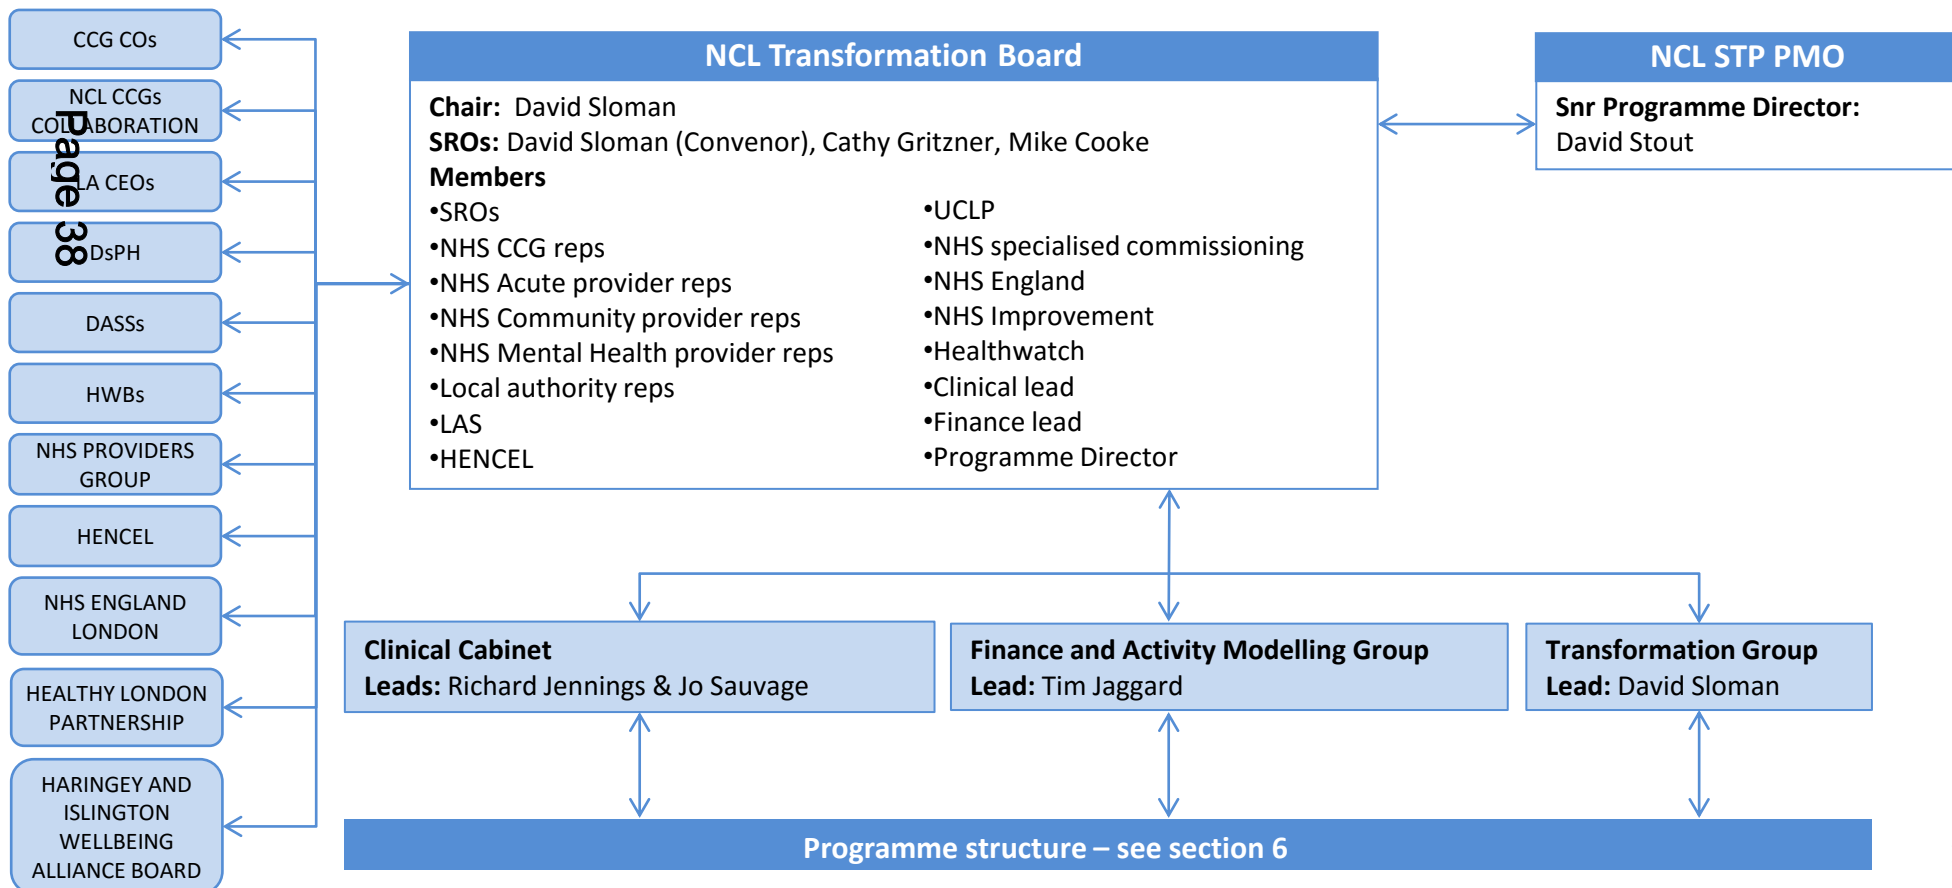 CCG COs
NCL CCGs
COLLABORATION
LA CEOs
DsPH
DASSs
HWBs
NHS PROVIDERS
GROUP
HENCEL
NHS ENGLAND
LONDON
HEALTHY LONDON
PARTNERSHIP
HARINGEY AND
ISLINGTON
WELLBEING
ALLIANCE BOARD
Page 38
NCL Transformation Board
Chair: David Sloman
SROs: David Sloman (Convenor), Cathy Gritzner, Mike Cooke
Members
•SROs
•NHS CCG reps
•NHS Acute provider reps
•NHS Community provider reps
•NHS Mental Health provider reps
•Local authority reps
•LAS
•HENCEL
•UCLP
•NHS specialised commissioning
•NHS England
•NHS Improvement
•Healthwatch
•Clinical lead
•Finance lead
•Programme Director
NCL STP PMO
Snr Programme Director:
David Stout
Clinical Cabinet
Leads: Richard Jennings & Jo Sauvage
Finance and Activity Modelling Group
Lead: Tim Jaggard
Transformation Group
Lead: David Sloman
Programme structure – see section 6